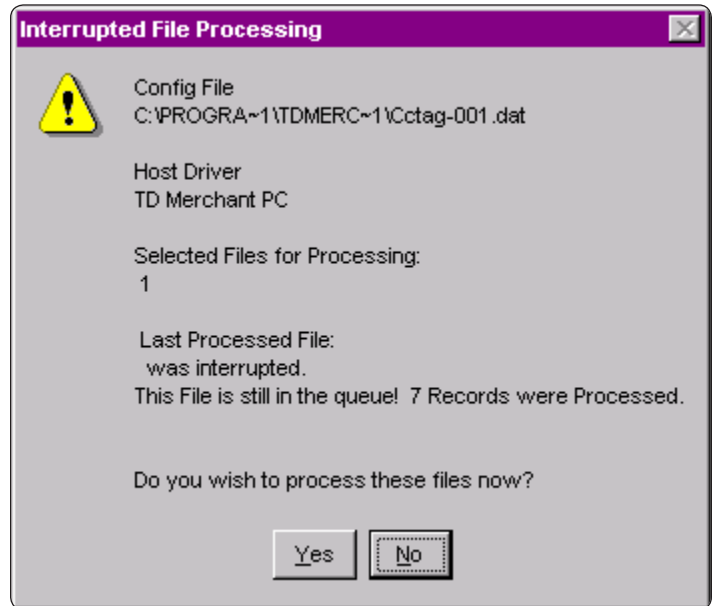 Interrupted File Processing
Config File
C:\PROGRA~1\TDMERC~1\Cctag-001.dat
Host Driver
TD Merchant PC
Selected Files for Processing:
1
Last Processed File:
was interrupted.
This File is still in the queue! 7 Records were Processed.
Do you wish to process these files now?
Yes No